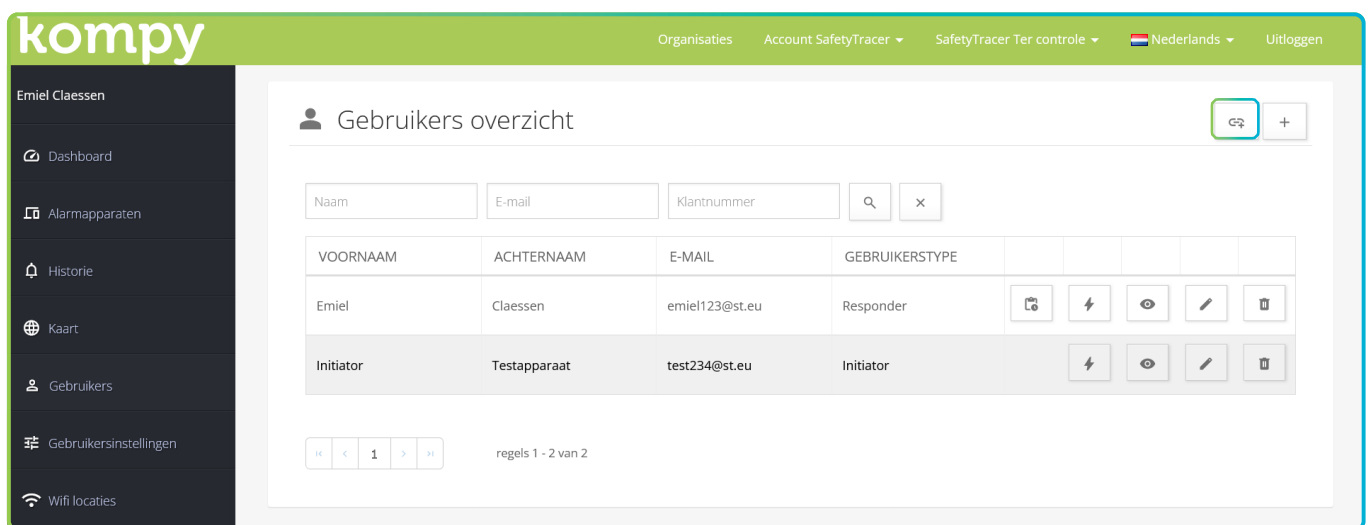 kompy
Organisaties Account SafetyTracer SafetyTracer Ter controle Nederlands Uitloggen
Emiel Claessen
Dashboard
Alarmapparaten
Historie
Kaart
Gebruikers
Gebruikersinstellingen
Wifi locaties
Gebruikers overzicht
Naam E-mail Klantnummer
VOORNAAM ACHTERNAAM E-MAIL GEBRUIKERSTYPE
Emiel Claessen emiel123@st.eu Responder
Initiator Testapparaat test234@st.eu Initiator
1 regels 1 - 2 van 2